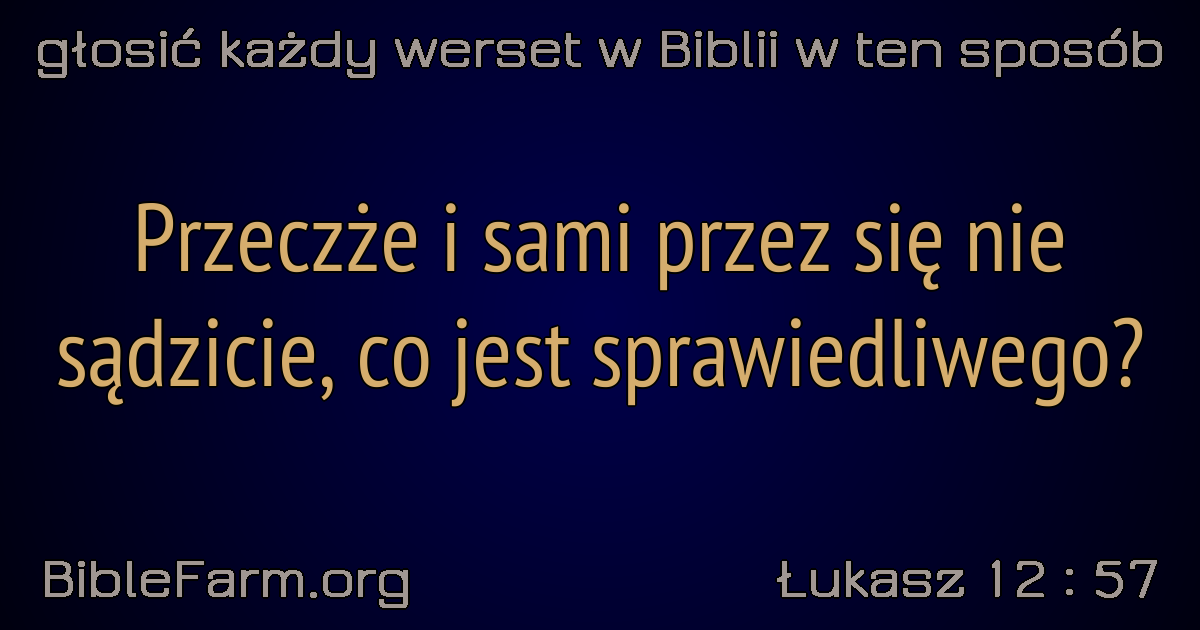 głosić każdy werset w Biblii w ten sposób
Przeczże i sami przez się nie
sądzicie, co jest sprawiedliwego?
BibleFarm.org
Łukasz 12 : 57